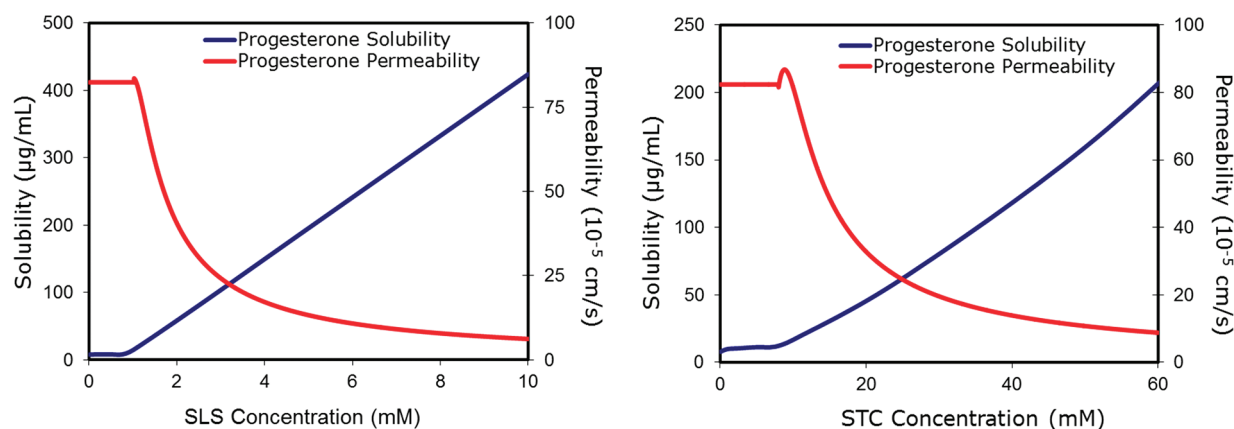 500
400
300
200
100
0
Solubility (µg/mL)
Progesterone Solubility
Progesterone Permeability
100
75
50
25
0
Permeability (10-5 cm/s)
0 2 4 6 8 10
SLS Concentration (mM)
250
200
150
100
50
0
Solubility (µg/mL)
Progesterone Solubility
Progesterone Permeability
100
80
60
40
20
0
Permeability (10-5 cm/s)
0 20 40 60
STC Concentration (mM)